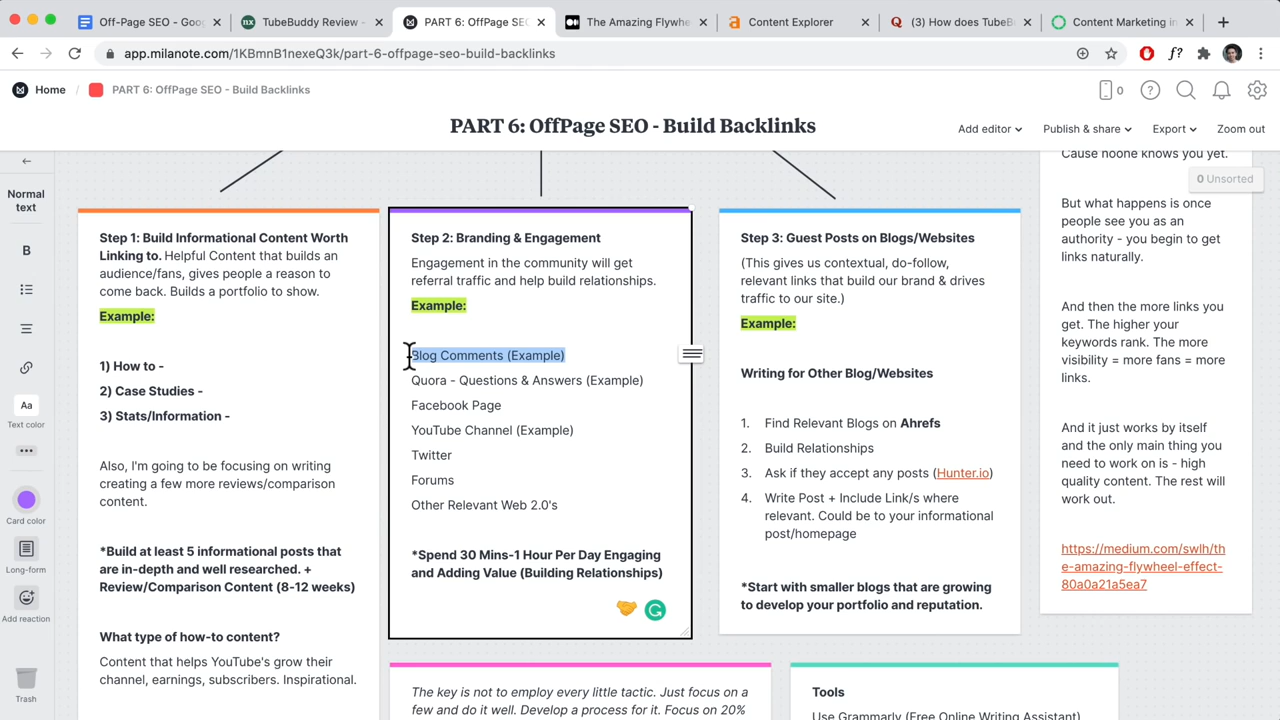 Off-Page SEO - Goog
TubeBuddy Review -
PART 6: OffPage SEO
The Amazing Flywhe
Content Explorer
(3) How does TubeB
Content Marketing in
app.milanote.com/1KBmnB1nexeQ3k/part-6-offpage-seo-build-backlinks
f?
Home / PART 6: OffPage SEO - Build Backlinks
0
PART 6: OffPage SEO - Build Backlinks
Add editor
Publish & share
Export
Zoom out
0 Unsorted
Normal
text
B
Aa
Text color
Card color
Long-form
Add reaction
Trash
Step 1: Build Informational Content Worth
Linking to. Helpful Content that builds an
audience/fans, gives people a reason to
come back. Builds a portfolio to show.
Example:
1) How to -
2) Case Studies -
3) Stats/Information -
Also, I'm going to be focusing on writing
creating a few more reviews/comparison
content.
*Build at least 5 informational posts that
are in-depth and well researched. +
Review/Comparison Content (8-12 weeks)
What type of how-to content?
Content that helps YouTube's grow their
channel, earnings, subscribers. Inspirational.
Step 2: Branding & Engagement
Engagement in the community will get
referral traffic and help build relationships.
Example:
Blog Comments (Example)
Quora - Questions & Answers (Example)
Facebook Page
YouTube Channel (Example)
Twitter
Forums
Other Relevant Web 2.0's
*Spend 30 Mins-1 Hour Per Day Engaging
and Adding Value (Building Relationships)
Step 3: Guest Posts on Blogs/Websites
(This gives us contextual, do-follow,
relevant links that build our brand & drives
traffic to our site.)
Example:
Writing for Other Blog/Websites
1. Find Relevant Blogs on Ahrefs
2. Build Relationships
3. Ask if they accept any posts (Hunter.io)
4. Write Post + Include Link/s where
relevant. Could be to your informational
post/homepage
*Start with smaller blogs that are growing
to develop your portfolio and reputation.
Cause noone knows you yet.
But what happens is once
people see you as an
authority - you begin to get
links naturally.
And then the more links you
get. The higher your
keywords rank. The more
visibility = more fans = more
links.
And it just works by itself
and the only main thing you
need to work on is - high
quality content. The rest will
work out.
https://medium.com/swlh/th
e-amazing-flywheel-effect-
80a0a21a5ea7
The key is not to employ every little tactic. Just focus on a
few and do it well. Develop a process for it. Focus on 20%
Tools
Use Grammarly (Free Online Writing Assistant)